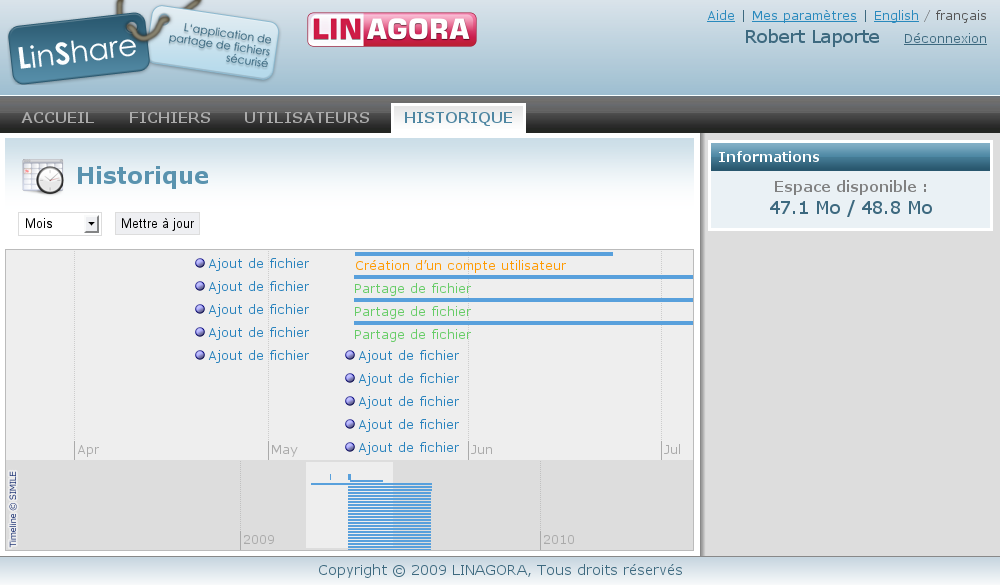 LinShare
L'application de
partage de fichiers
sécurisé
LINAGORA
Aide | Mes paramètres | English / français
Robert Laporte Déconnexion
ACCUEIL FICHIERS UTILISATEURS HISTORIQUE
Historique
Mois Mettre à jour
Informations
Espace disponible :
47.1 Mo / 48.8 Mo
Ajout de fichier
Ajout de fichier
Ajout de fichier
Ajout de fichier
Ajout de fichier
Création d'un compte utilisateur
Partage de fichier
Partage de fichier
Partage de fichier
Ajout de fichier
Ajout de fichier
Ajout de fichier
Ajout de fichier
Ajout de fichier
Apr May Jun Jul
Timeline © SIMILE
2009 2010
Copyright © 2009 LINAGORA, Tous droits réservés